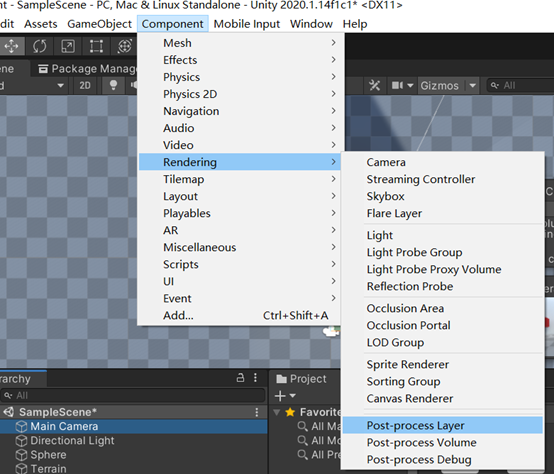 nt - SampleScene - PC, Mac & Linux Standalone - Unity 2020.1.14f1c1* <DX11>
dit Assets GameObject Component Mobile Input Window Help
ne Package Manage
d 2D Gizmos All
Mesh
Effects
Physics
Physics 2D
Navigation
Audio
Video
Rendering
Tilemap
Layout
Playables
AR
Miscellaneous
Scripts
UI
Event
Add... Ctrl+Shift+A
Camera
Streaming Controller
Skybox
Flare Layer
Light
Light Probe Group
Light Probe Proxy Volume
Reflection Probe
Occlusion Area
Occlusion Portal
LOD Group
Sprite Renderer
Sorting Group
Canvas Renderer
Post-process Layer
Post-process Volume
Post-process Debug
rarchy
All
SampleScene*
Main Camera
Directional Light
Sphere
Terrain
Project
Favorite
All Ma
All Mo
All Pre